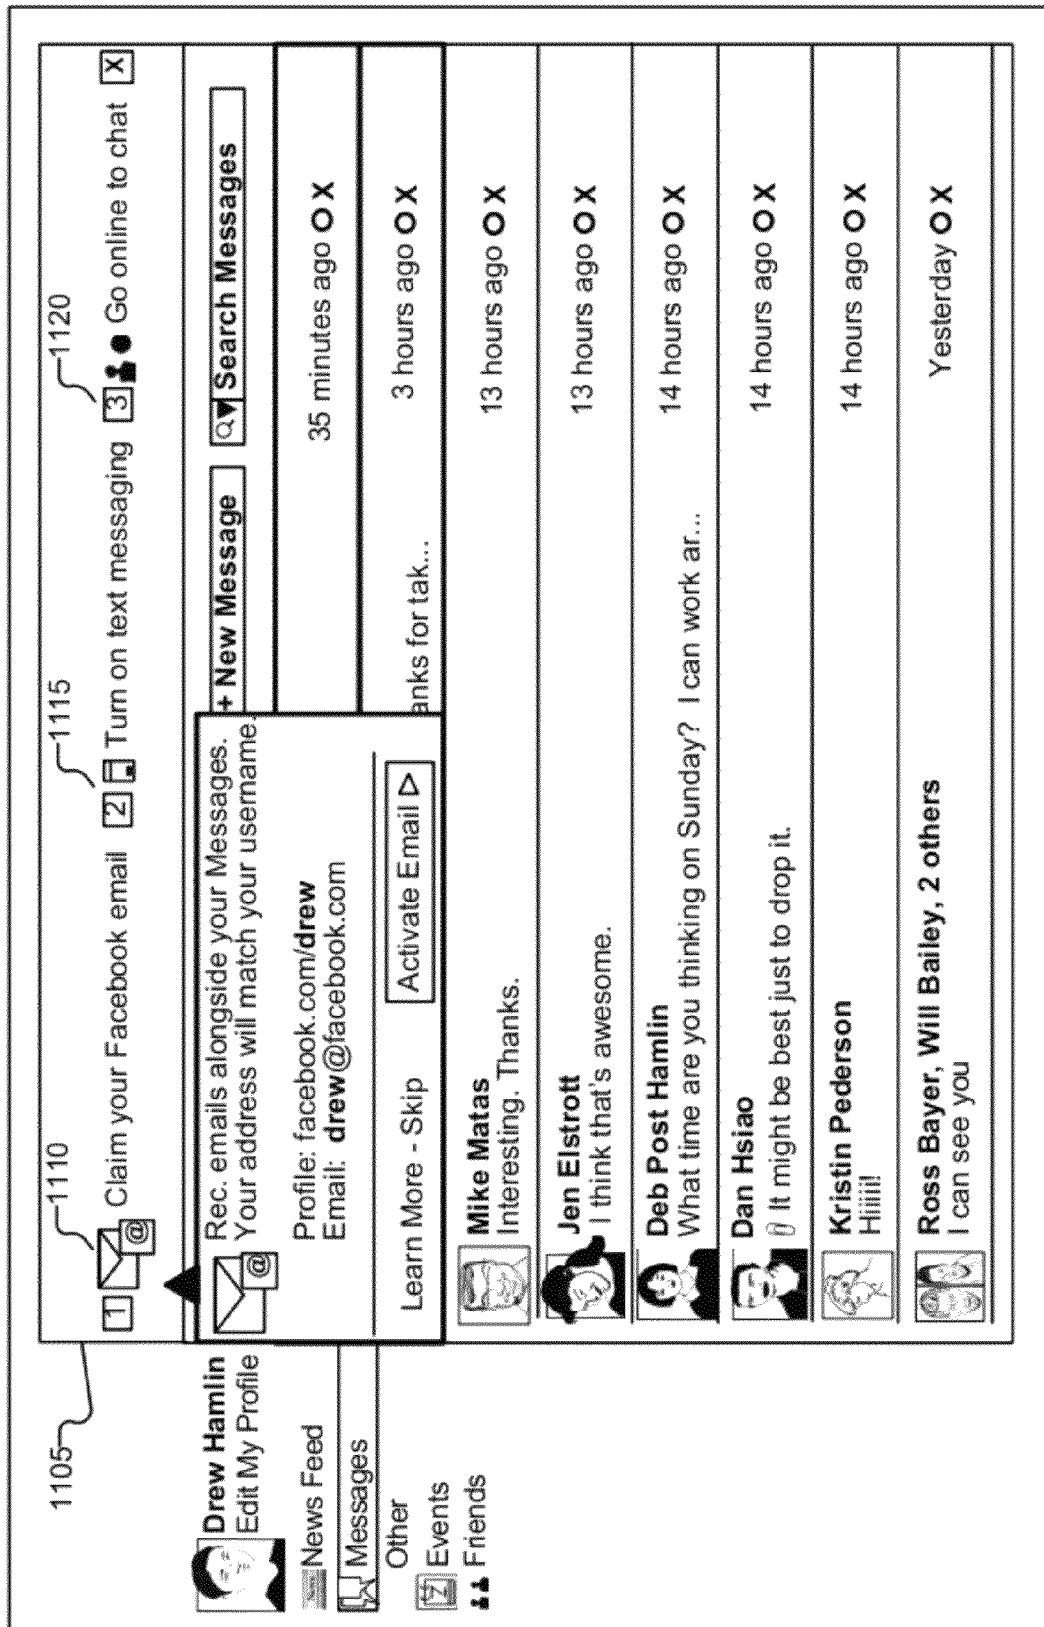 1105
1110
1115
1120
1 @ Claim your Facebook email 2 Turn on text messaging 3 Go online to chat X
Drew Hamlin
Edit My Profile
News Feed
Messages
Other
Events
Friends
+ New Message
Search Messages
@ Rec. emails alongside your Messages.
Your address will match your username.
Profile: facebook.com/drew
Email: drew@facebook.com
Learn More - Skip
Activate Email
35 minutes ago O X
anks for tak...
3 hours ago O X
Mike Matas
Interesting. Thanks.
13 hours ago O X
Jen Elstrott
I think that's awesome.
13 hours ago O X
Deb Post Hamlin
What time are you thinking on Sunday? I can work ar...
14 hours ago O X
Dan Hsiao
It might be best just to drop it.
14 hours ago O X
Kristin Pederson
Hiiiii!
14 hours ago O X
Ross Bayer, Will Bailey, 2 others
I can see you
Yesterday O X